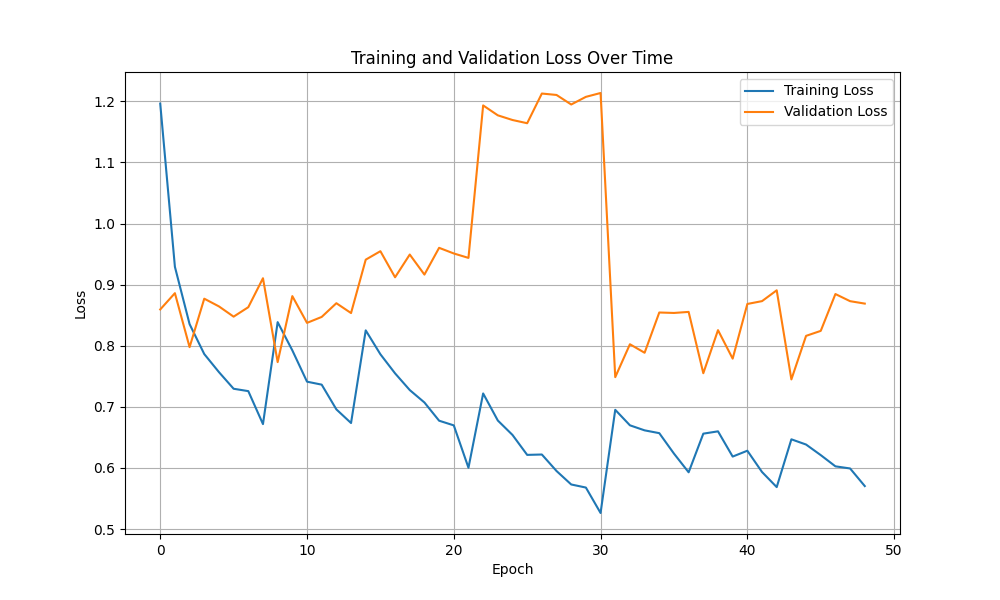 Training and Validation Loss Over Time
Training Loss
Validation Loss
1.2
1.1
1.0
0.9
0.8
0.7
0.6
0.5
Loss
0 10 20 30 40 50
Epoch